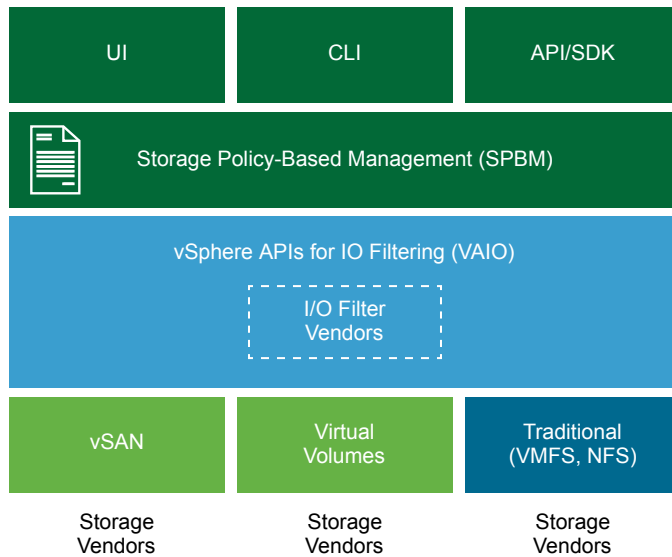 UI
CLI
API/SDK
Storage Policy-Based Management (SPBM)
vSphere APIs for IO Filtering (VAIO)
I/O Filter
Vendors
vSAN
Virtual
Volumes
Traditional
(VMFS, NFS)
Storage
Vendors
Storage
Vendors
Storage
Vendors